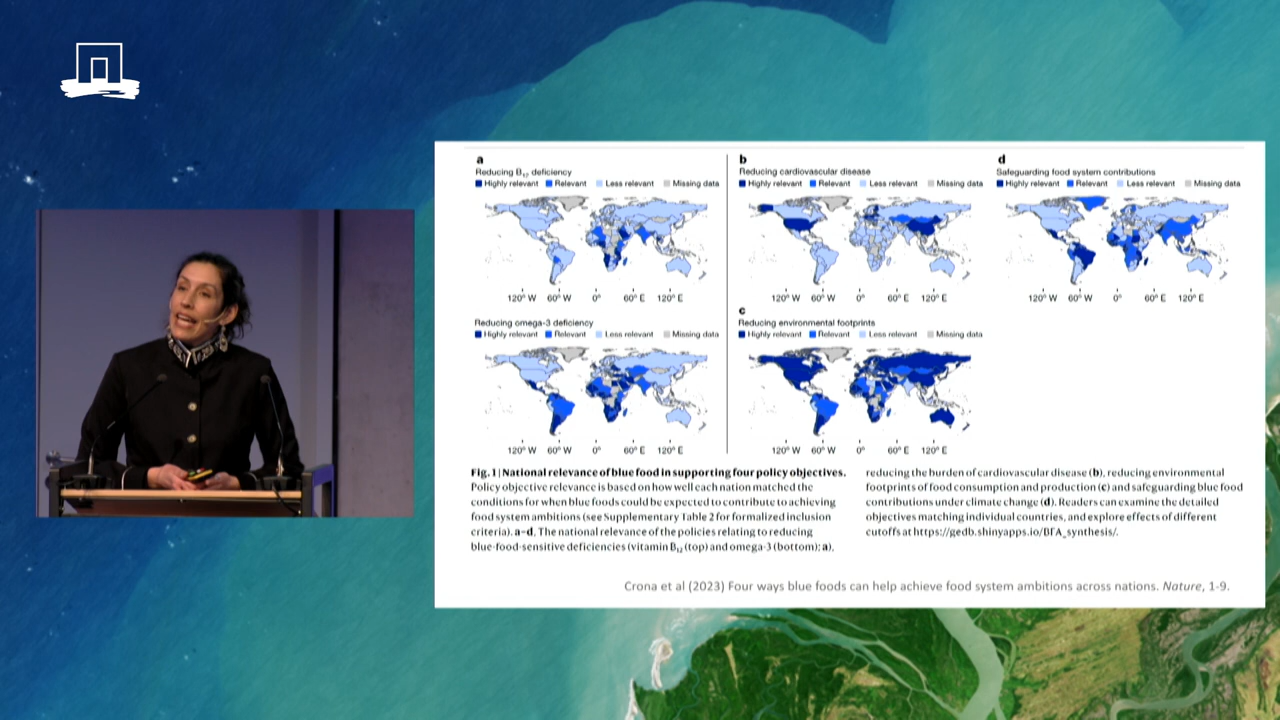 a
Reducing B₁₂ deficiency
Highly relevant Relevant Less relevant Missing data
120° W 60° W 0° 60° E 120° E
Reducing omega-3 deficiency
Highly relevant Relevant Less relevant Missing data
120° W 60° W 0° 60° E 120° E
b
Reducing cardiovascular disease
Highly relevant Relevant Less relevant Missing data
120° W 60° W 0° 60° E 120° E
c
Reducing environmental footprints
Highly relevant Relevant Less relevant Missing data
120° W 60° W 0° 60° E 120° E
d
Safeguarding food system contributions
Highly relevant Relevant Less relevant Missing data
120° W 60° W 0° 60° E 120° E
Fig. 1 | National relevance of blue food in supporting four policy objectives.
Policy objective relevance is based on how well each nation matched the
conditions for when blue foods could be expected to contribute to achieving
food system ambitions (see Supplementary Table 2 for formalized inclusion
criteria). a–d, The national relevance of the policies relating to reducing
blue-food-sensitive deficiencies (vitamin B₁₂ (top) and omega-3 (bottom); a),
reducing the burden of cardiovascular disease (b), reducing environmental
footprints of food consumption and production (c) and safeguarding blue food
contributions under climate change (d). Readers can examine the detailed
objectives matching individual countries, and explore effects of different
cutoffs at https://gedb.shinyapps.io/BFA_synthesis/.
Crona et al (2023) Four ways blue foods can help achieve food system ambitions across nations. Nature, 1-9.